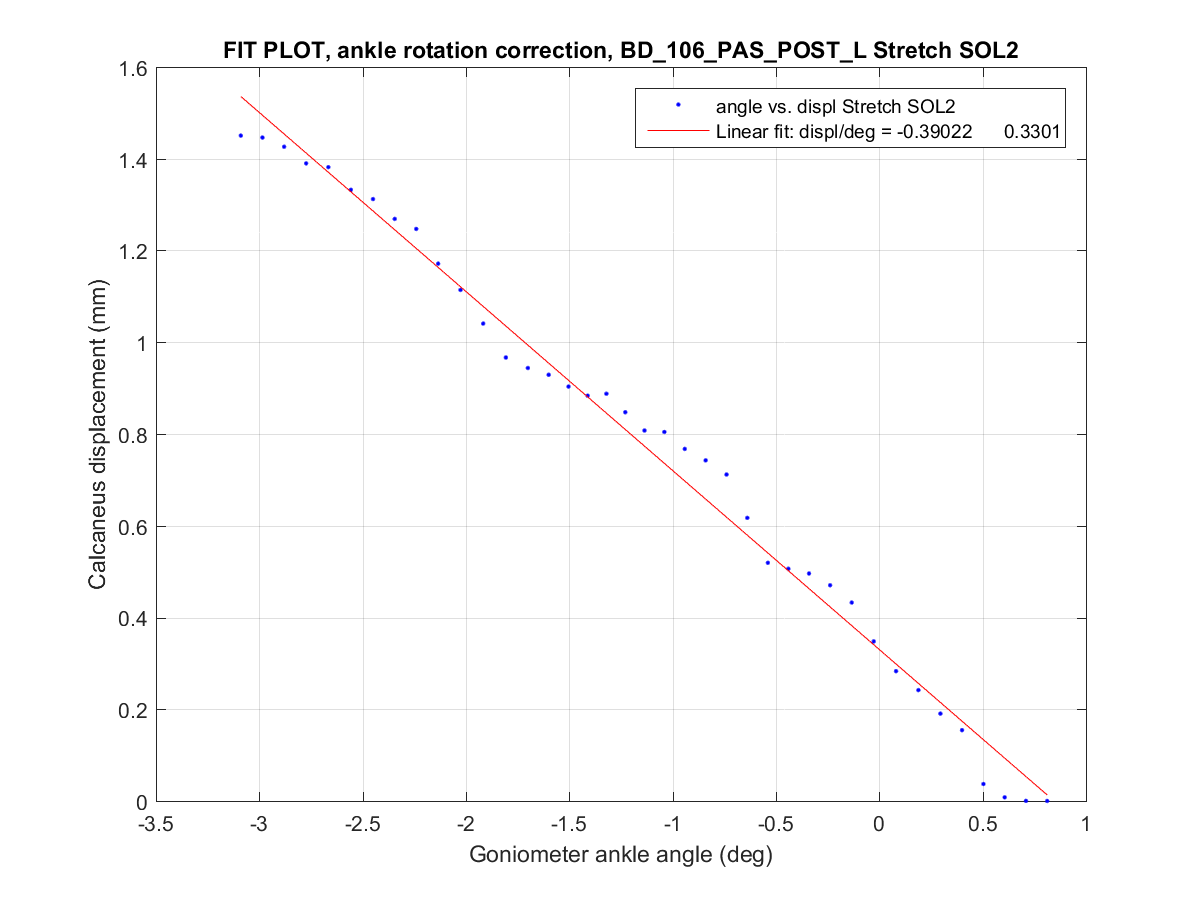 FIT PLOT, ankle rotation correction, BD_106_PAS_POST_L Stretch SOL2
angle vs. displ Stretch SOL2
Linear fit: displ/deg = -0.39022 0.3301
1.6
1.4
1.2
1
0.8
0.6
0.4
0.2
0
Calcaneus displacement (mm)
-3.5 -3 -2.5 -2 -1.5 -1 -0.5 0 0.5 1
Goniometer ankle angle (deg)